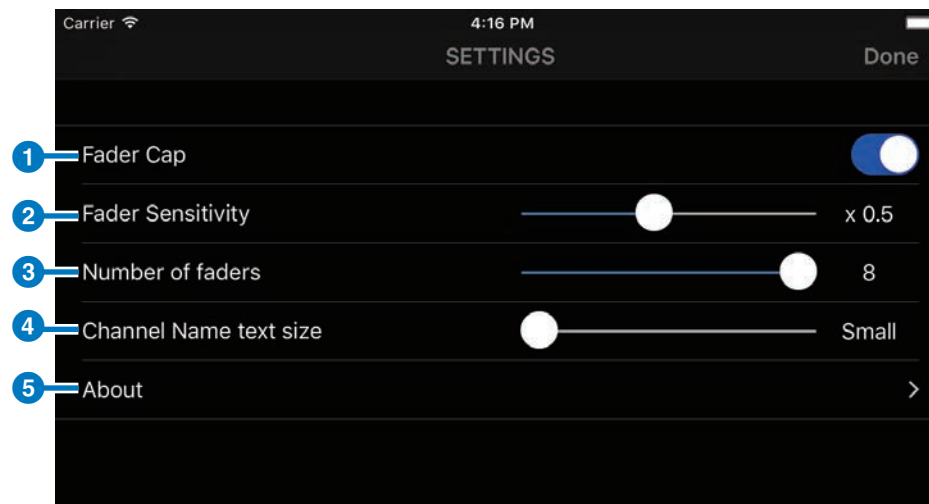 Carrier 4:16 PM
SETTINGS Done
1 Fader Cap
2 Fader Sensitivity x 0.5
3 Number of faders 8
4 Channel Name text size Small
5 About >